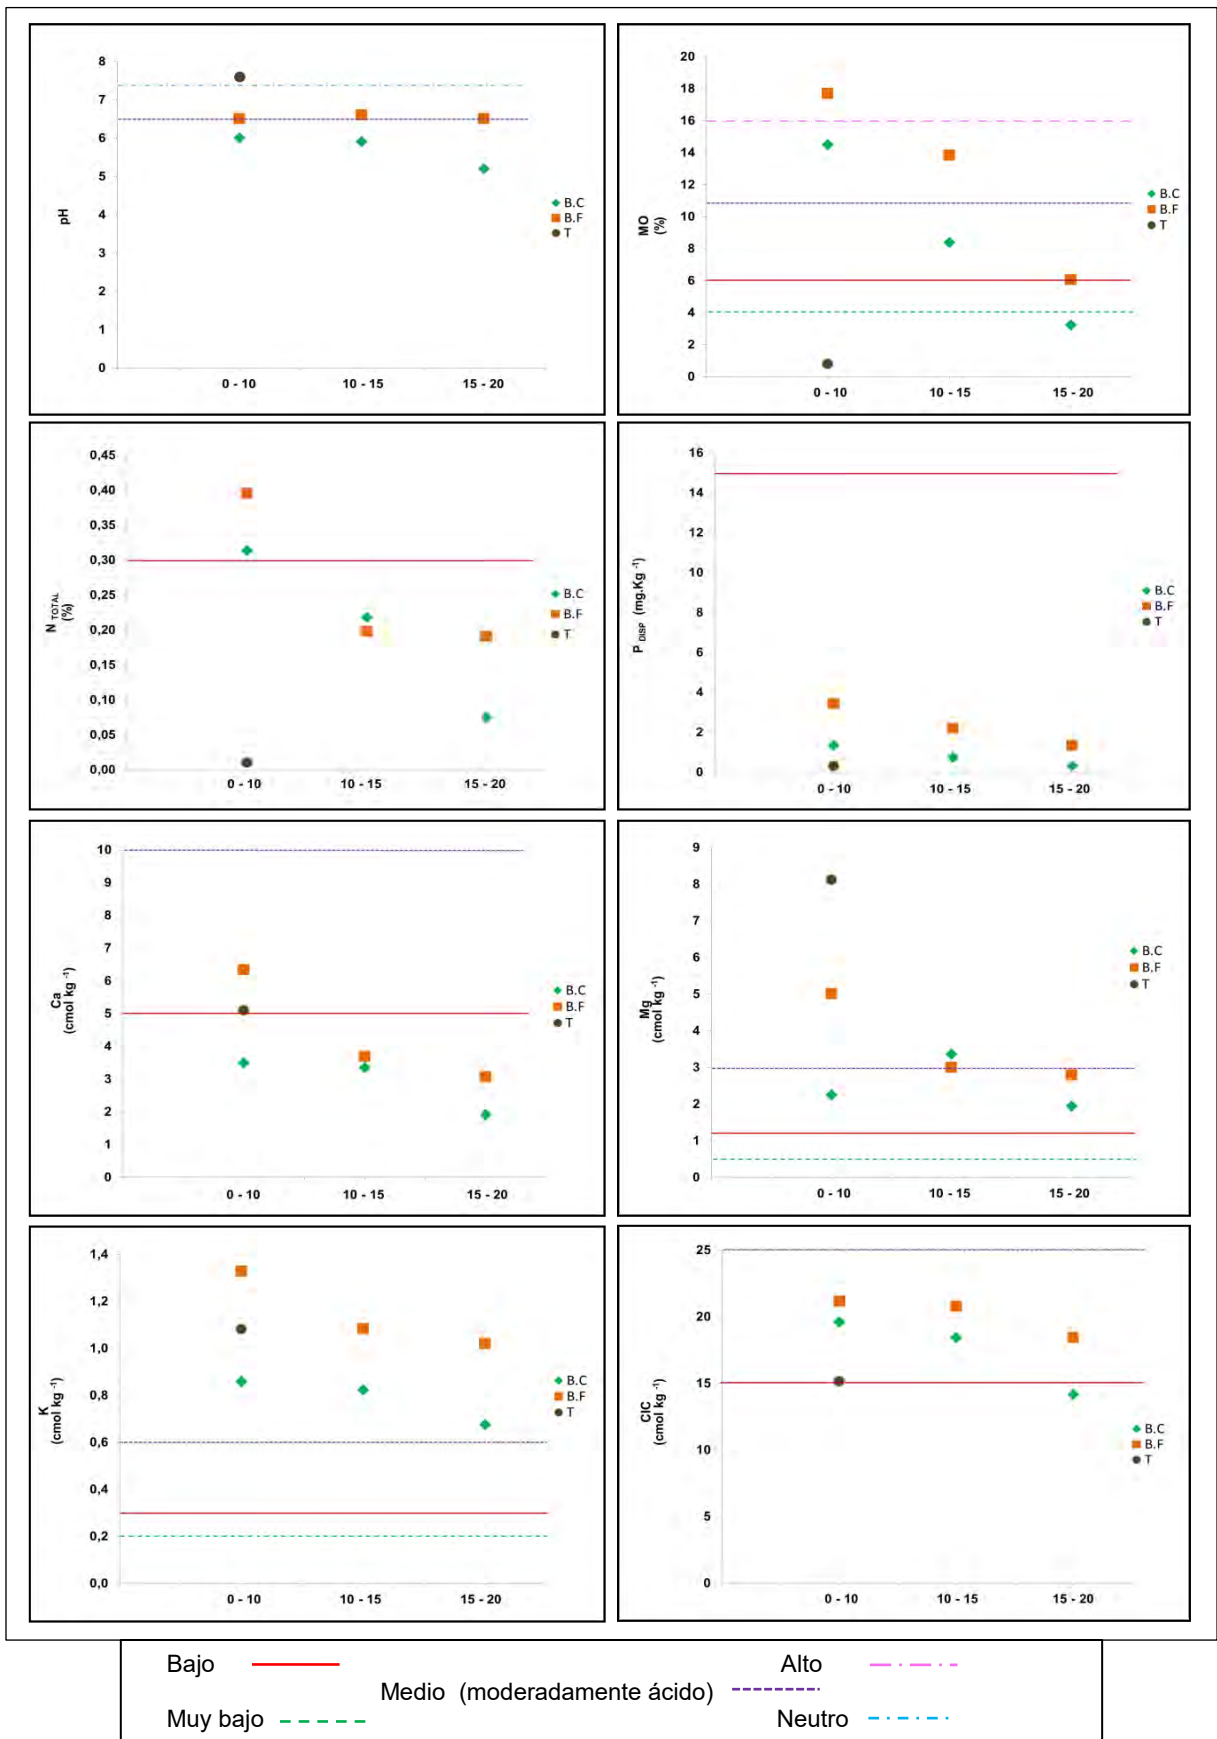 8
7
6
5
4
3
2
1
0
pH
0 - 10
10 - 15
15 - 20
B.C
B.F
T
20
18
16
14
12
10
8
6
4
2
0
MO
(%)
0 - 10
10 - 15
15 - 20
B.C
B.F
T
0,45
0,40
0,35
0,30
0,25
0,20
0,15
0,10
0,05
0,00
N TOTAL
(%)
0 - 10
10 - 15
15 - 20
B.C
B.F
T
16
14
12
10
8
6
4
2
0
P DISP (mg.Kg -1)
0 - 10
10 - 15
15 - 20
B.C
B.F
T
10
9
8
7
6
5
4
3
2
1
0
Ca
(cmol kg -1)
0 - 10
10 - 15
15 - 20
B.C
B.F
T
9
8
7
6
5
4
3
2
1
0
Mg
(cmol kg -1)
0 - 10
10 - 15
15 - 20
B.C
B.F
T
1,4
1,2
1,0
0,8
0,6
0,4
0,2
0,0
K
(cmol kg -1)
0 - 10
10 - 15
15 - 20
B.C
B.F
T
25
20
15
10
5
0
CIC
(cmol kg -1)
0 - 10
10 - 15
15 - 20
B.C
B.F
T
Bajo
Alto
Medio (moderadamente ácido)
Muy bajo
Neutro